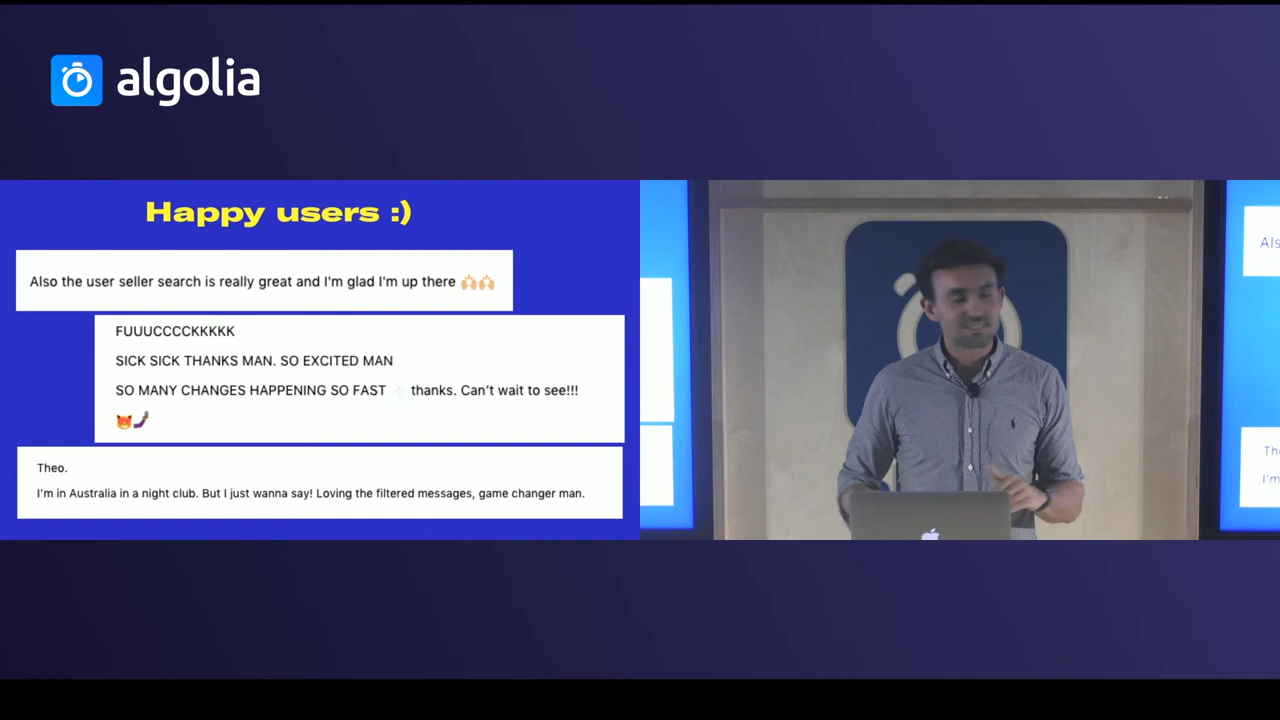 algolia
Happy users :)
Also the user seller search is really great and I'm glad I'm up there 🙌🏼🙌🏼
FUUUCCCCKKKKK
SICK SICK THANKS MAN. SO EXCITED MAN
SO MANY CHANGES HAPPENING SO FAST thanks. Can't wait to see!!!
Theo.
I'm in Australia in a night club. But I just wanna say! Loving the filtered messages, game changer man.
Als
Th
I'm